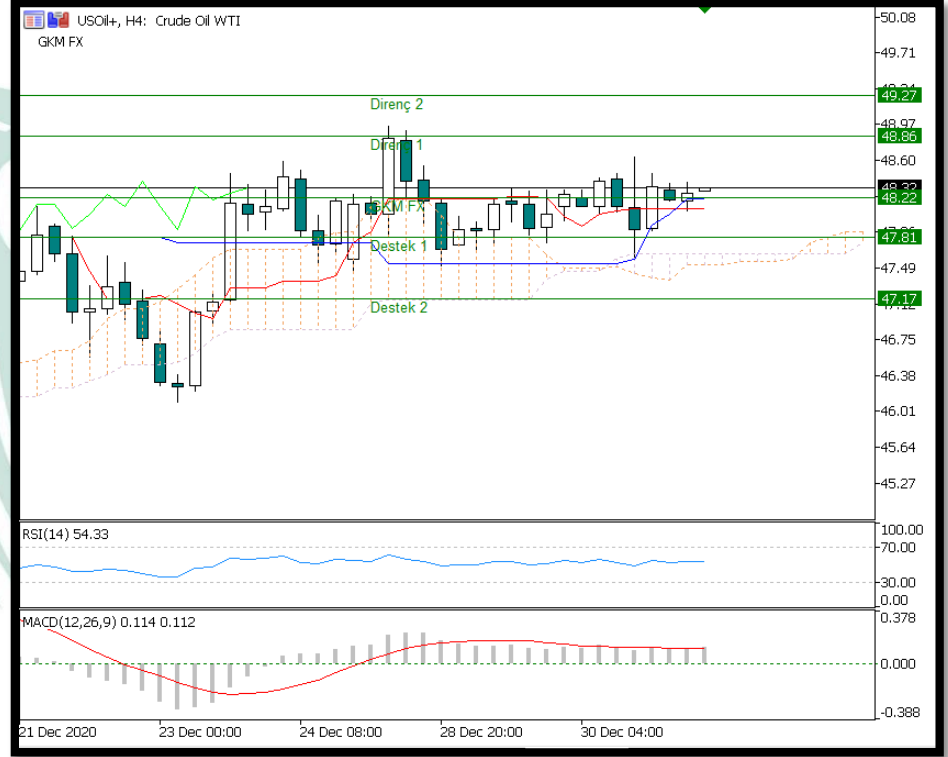 USOil+, H4: Crude Oil WTI
GKM FX
50.08
49.71
49.27
Direnç 2
48.97
48.86
Direnç 1
48.60
48.32
48.22
GKM FX
47.81
Destek 1
47.49
47.17
Destek 2
46.75
46.38
46.01
45.64
45.27
RSI(14) 54.33
100.00
70.00
30.00
0.00
MACD(12,26,9) 0.114 0.112
0.378
0.000
-0.388
21 Dec 2020
23 Dec 00:00
24 Dec 08:00
28 Dec 20:00
30 Dec 04:00